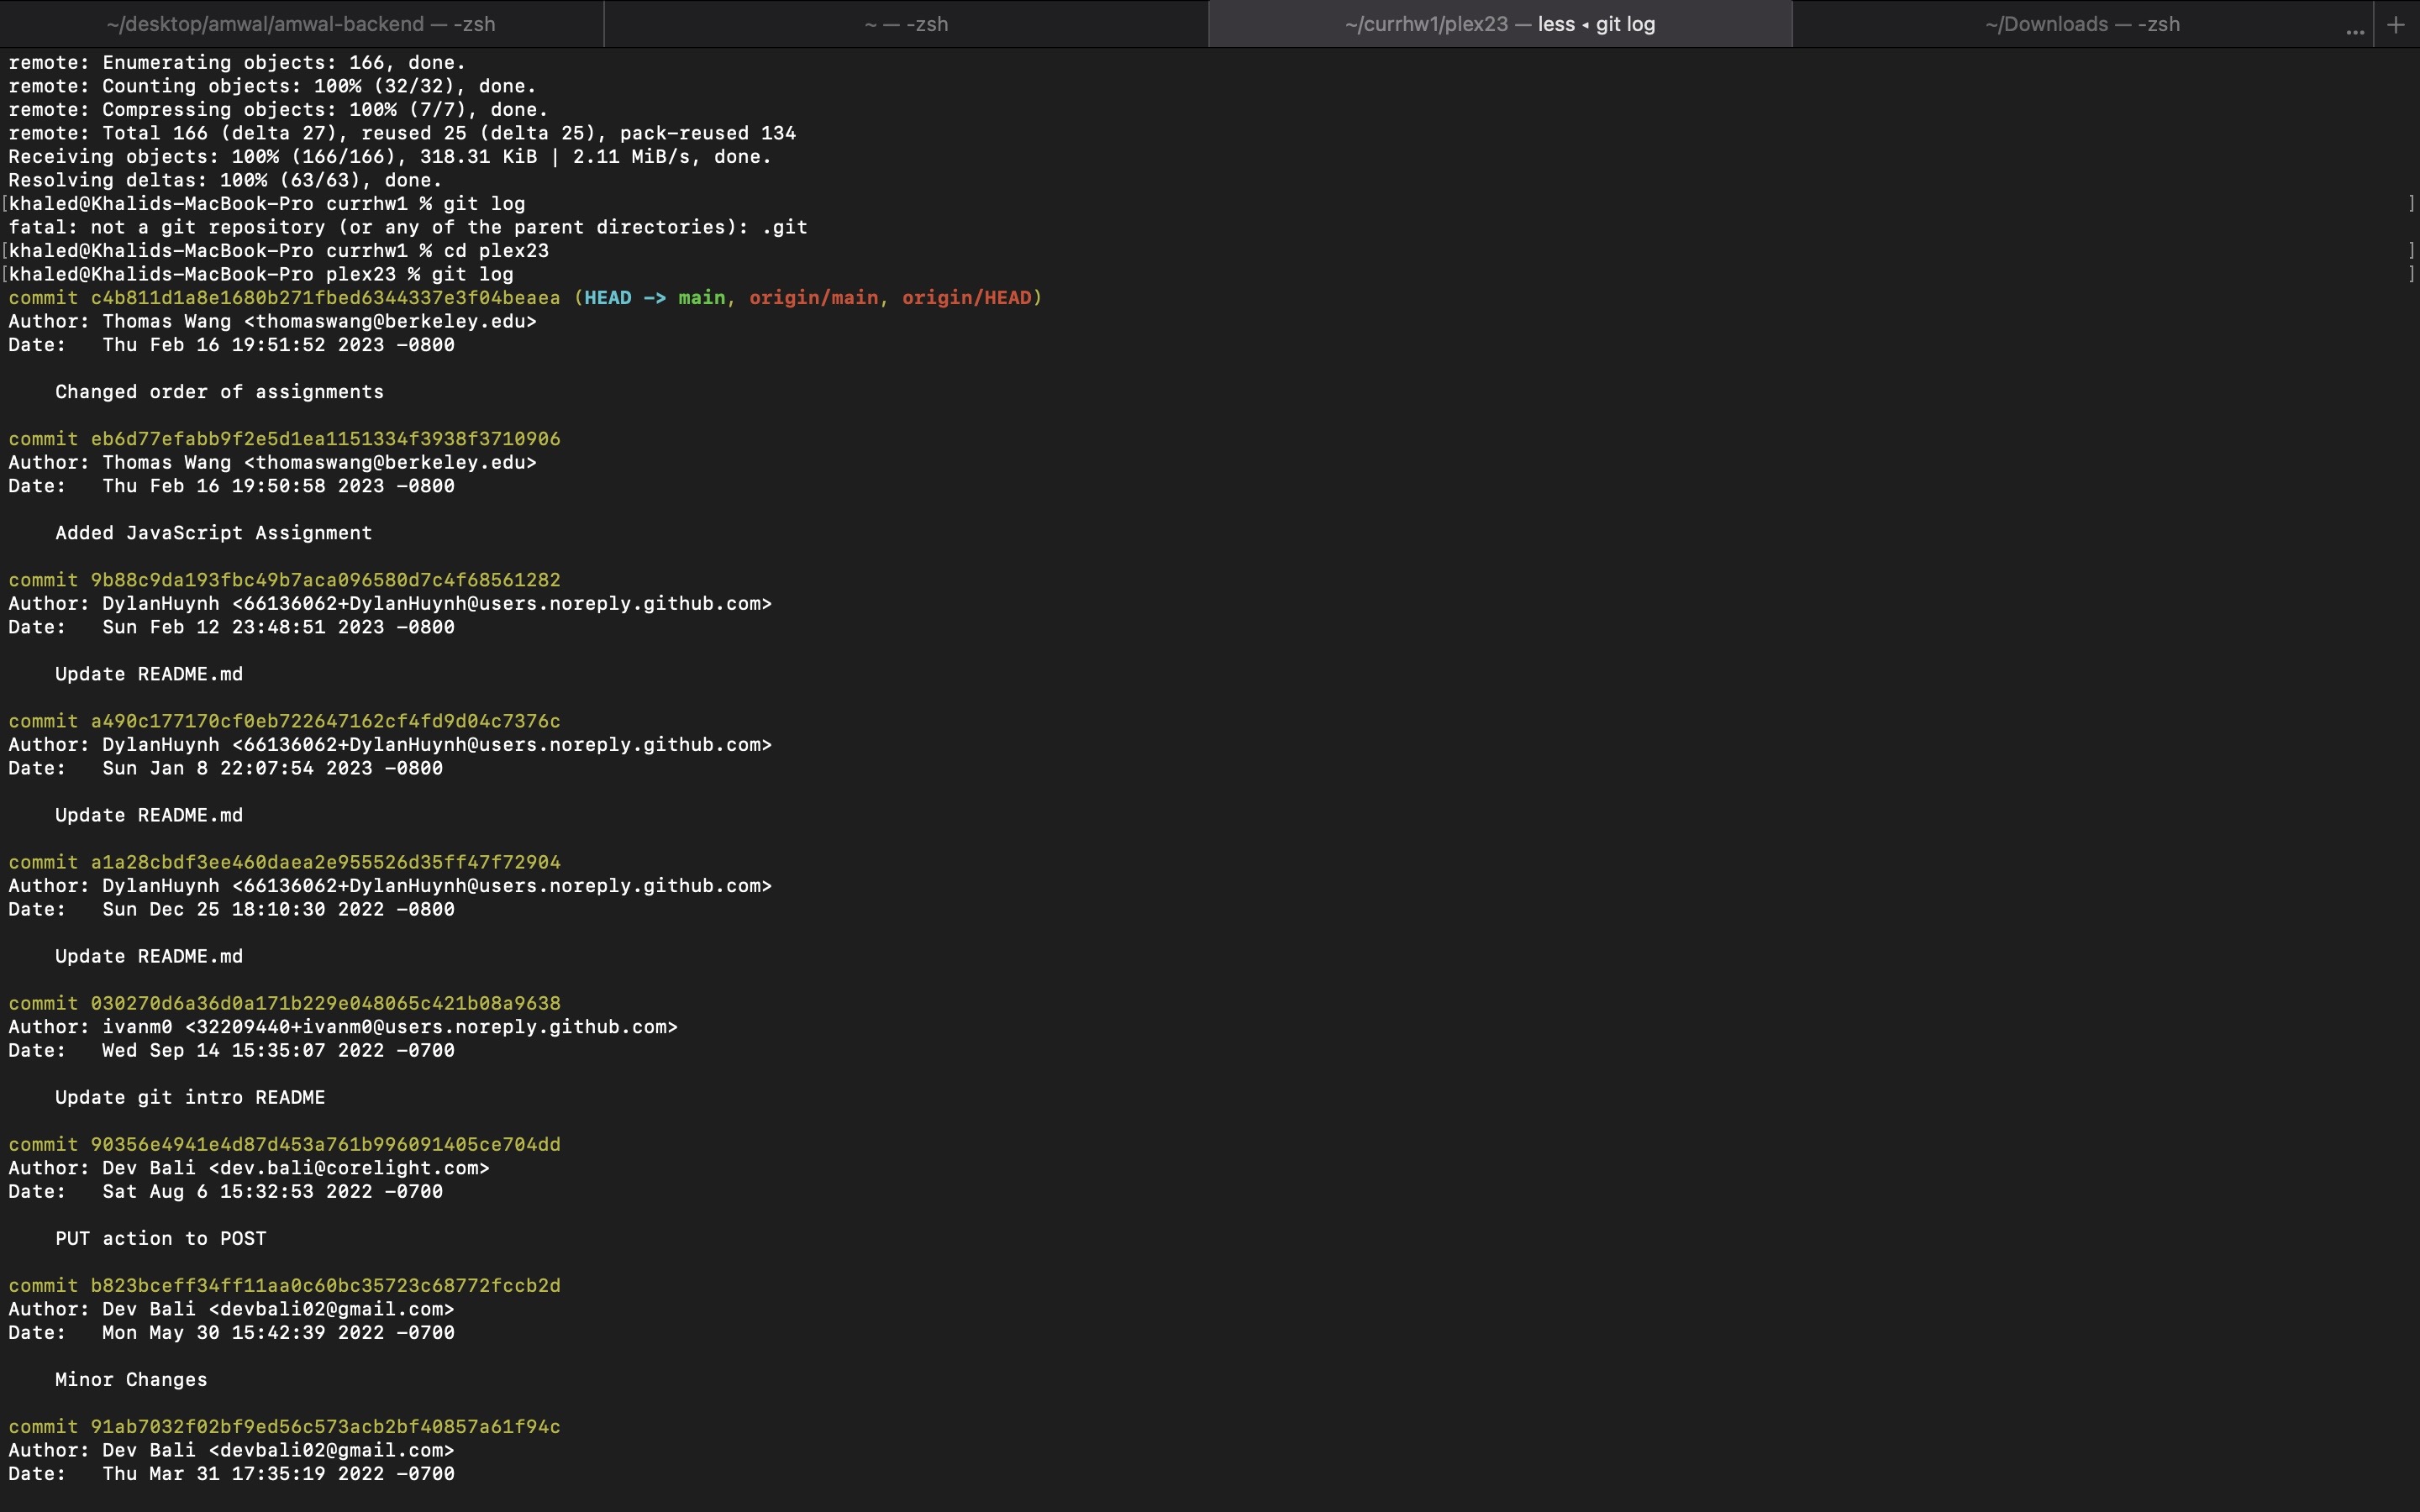 ~/desktop/amwal/amwal-backend — -zsh
~ — -zsh
~/currhw1/plex23 — less ◂ git log
~/Downloads — -zsh
... +
remote: Enumerating objects: 166, done.
remote: Counting objects: 100% (32/32), done.
remote: Compressing objects: 100% (7/7), done.
remote: Total 166 (delta 27), reused 25 (delta 25), pack-reused 134
Receiving objects: 100% (166/166), 318.31 KiB | 2.11 MiB/s, done.
Resolving deltas: 100% (63/63), done.
[khaled@Khalids-MacBook-Pro currhw1 % git log ]
fatal: not a git repository (or any of the parent directories): .git
[khaled@Khalids-MacBook-Pro currhw1 % cd plex23 ]
[khaled@Khalids-MacBook-Pro plex23 % git log ]
commit c4b811d1a8e1680b271fbed6344337e3f04beaea (HEAD -> main, origin/main, origin/HEAD)
Author: Thomas Wang <thomaswang@berkeley.edu>
Date:   Thu Feb 16 19:51:52 2023 -0800
    Changed order of assignments
commit eb6d77efabb9f2e5d1ea1151334f3938f3710906
Author: Thomas Wang <thomaswang@berkeley.edu>
Date:   Thu Feb 16 19:50:58 2023 -0800
    Added JavaScript Assignment
commit 9b88c9da193fbc49b7aca096580d7c4f68561282
Author: DylanHuynh <66136062+DylanHuynh@users.noreply.github.com>
Date:   Sun Feb 12 23:48:51 2023 -0800
    Update README.md
commit a490c177170cf0eb722647162cf4fd9d04c7376c
Author: DylanHuynh <66136062+DylanHuynh@users.noreply.github.com>
Date:   Sun Jan 8 22:07:54 2023 -0800
    Update README.md
commit a1a28cbdf3ee460daea2e955526d35ff47f72904
Author: DylanHuynh <66136062+DylanHuynh@users.noreply.github.com>
Date:   Sun Dec 25 18:10:30 2022 -0800
    Update README.md
commit 030270d6a36d0a171b229e048065c421b08a9638
Author: ivanm0 <32209440+ivanm0@users.noreply.github.com>
Date:   Wed Sep 14 15:35:07 2022 -0700
    Update git intro README
commit 90356e4941e4d87d453a761b996091405ce704dd
Author: Dev Bali <dev.bali@corelight.com>
Date:   Sat Aug 6 15:32:53 2022 -0700
    PUT action to POST
commit b823bceff34ff11aa0c60bc35723c68772fccb2d
Author: Dev Bali <devbali02@gmail.com>
Date:   Mon May 30 15:42:39 2022 -0700
    Minor Changes
commit 91ab7032f02bf9ed56c573acb2bf40857a61f94c
Author: Dev Bali <devbali02@gmail.com>
Date:   Thu Mar 31 17:35:19 2022 -0700